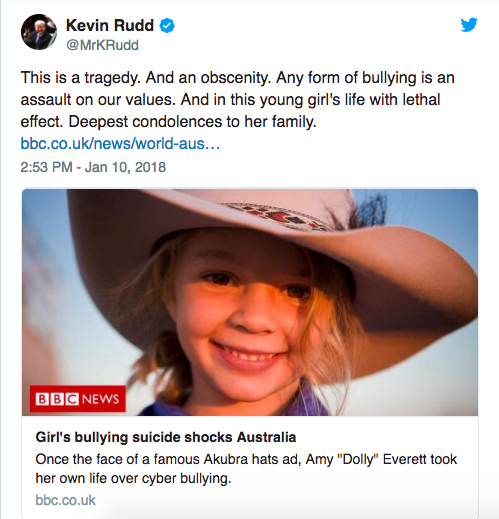 Kevin Rudd
@MrKRudd
This is a tragedy. And an obscenity. Any form of bullying is an
assault on our values. And in this young girl's life with lethal
effect. Deepest condolences to her family.
bbc.co.uk/news/world-aus…
2:53 PM - Jan 10, 2018
BBC NEWS
Girl's bullying suicide shocks Australia
Once the face of a famous Akubra hats ad, Amy "Dolly" Everett took
her own life over cyber bullying.
bbc.co.uk